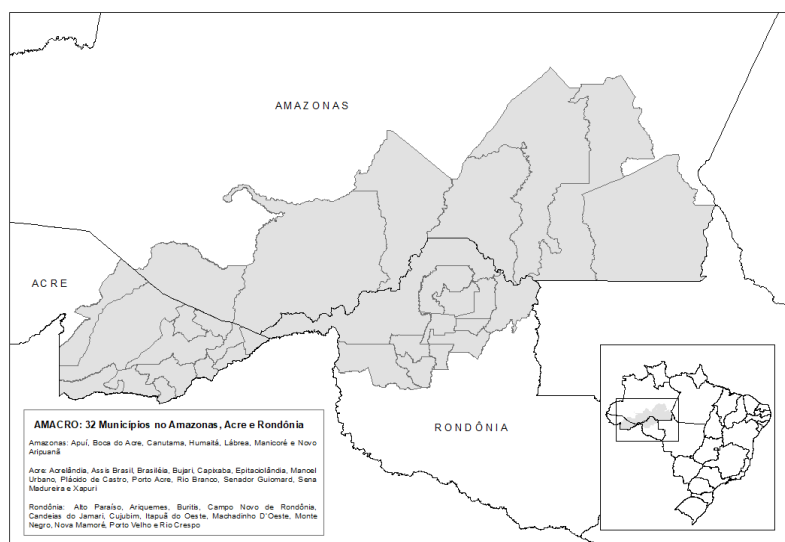 AMAZONAS
ACRE
RONDÔNIA
AMACRO: 32 Municípios no Amazonas, Acre e Rondônia
Amazonas: Apuí, Boca do Acre, Canutama, Humaitá, Lábrea, Manicoré e Novo
Aripuanã
Acre: Acrelândia, Assis Brasil, Brasiléia, Bujari, Capixaba, Epitaciolândia, Manoel
Urbano, Plácido de Castro, Porto Acre, Rio Branco, Senador Guiomard, Sena
Madureira e Xapuri
Rondônia: Alto Paraíso, Ariquemes, Buritis, Campo Novo de Rondônia,
Candeias do Jamari, Cujubim, Itapuã do Oeste, Machadinho D'Oeste, Monte
Negro, Nova Mamoré, Porto Velho e Rio Crespo